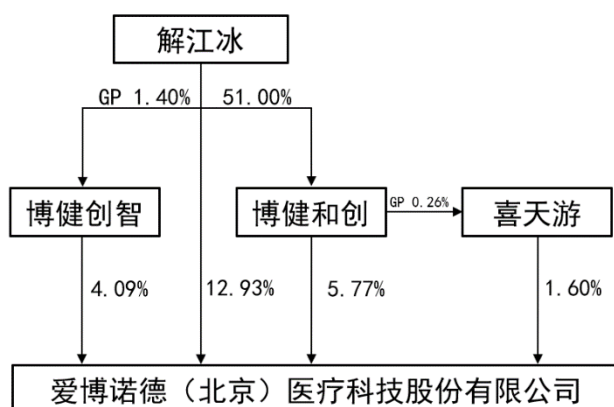 解江冰
GP 1.40% 51.00%
博健创智
博健和创
GP 0.26%
喜天游
4.09%
12.93%
5.77%
1.60%
爱博诺德（北京）医疗科技股份有限公司